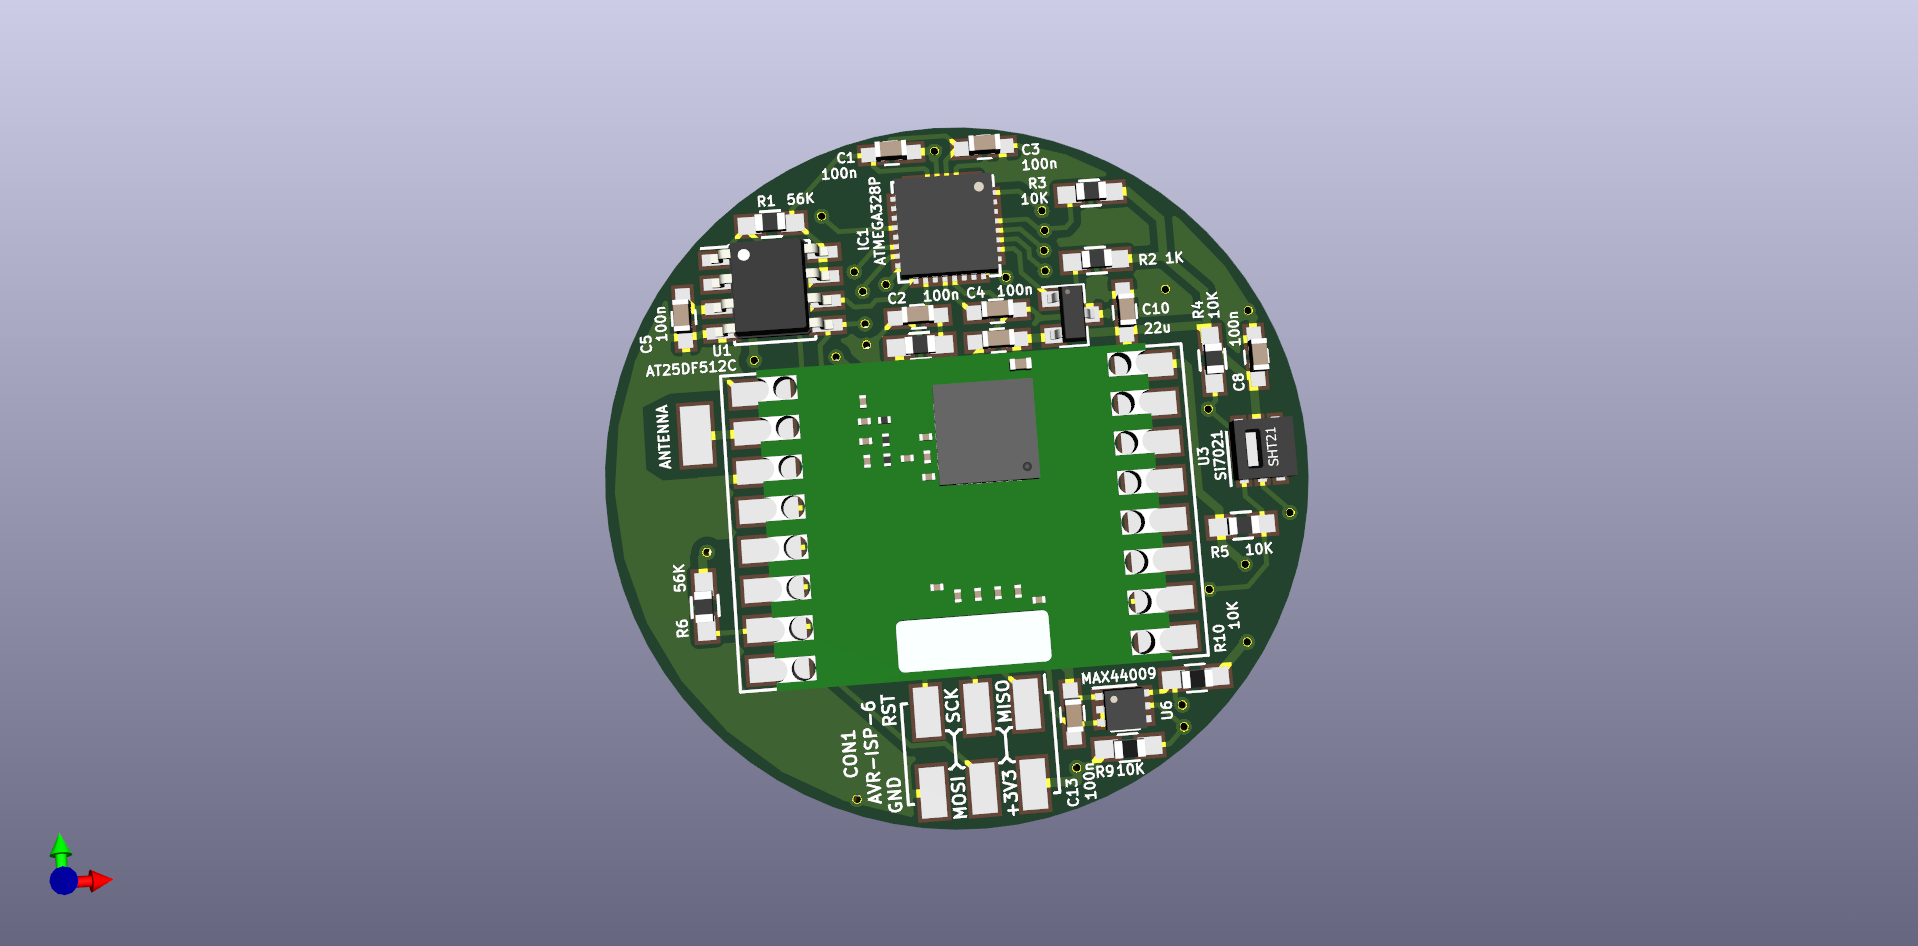 C1
100n
C3
100n
R1 56K
R3
10K
IC1
ATMEGA328P
R2 1K
C2
100n
C4
100n
C10
22u
R4
10K
C5
100n
U1
AT25DF512C
100n
C8
ANTENNA
U3
SI7021
SHT21
R5
10K
56K
R6
R10
10K
MAX44009
U6
CON1
AVR-ISP-6
RST
SCK
MISO
GND
MOSI
+3V3
C13
100n
R9
10K